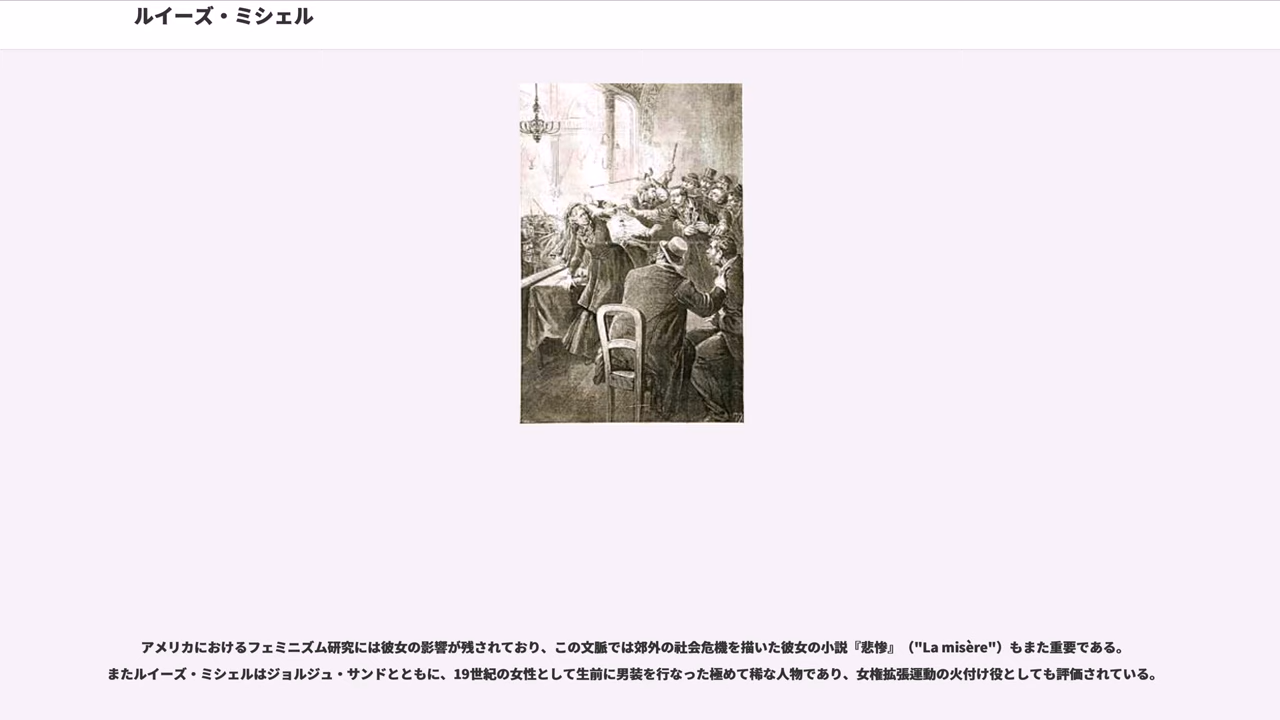 ルイーズ・ミシェル
アメリカにおけるフェミニズム研究には彼女の影響が残されており、この文脈では郊外の社会危機を描いた彼女の小説『悲惨』（"La misère"）もまた重要である。
またルイーズ・ミシェルはジョルジュ・サンドとともに、19世紀の女性として生前に男装を行なった極めて稀な人物であり、女権拡張運動の火付け役としても評価されている。